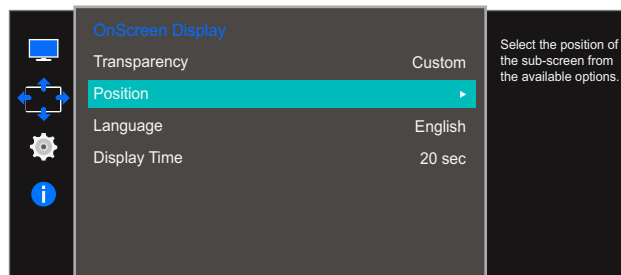 OnScreen Display
Transparency Custom
Position
Language English
Display Time 20 sec
Select the position of
the sub-screen from
the available options.